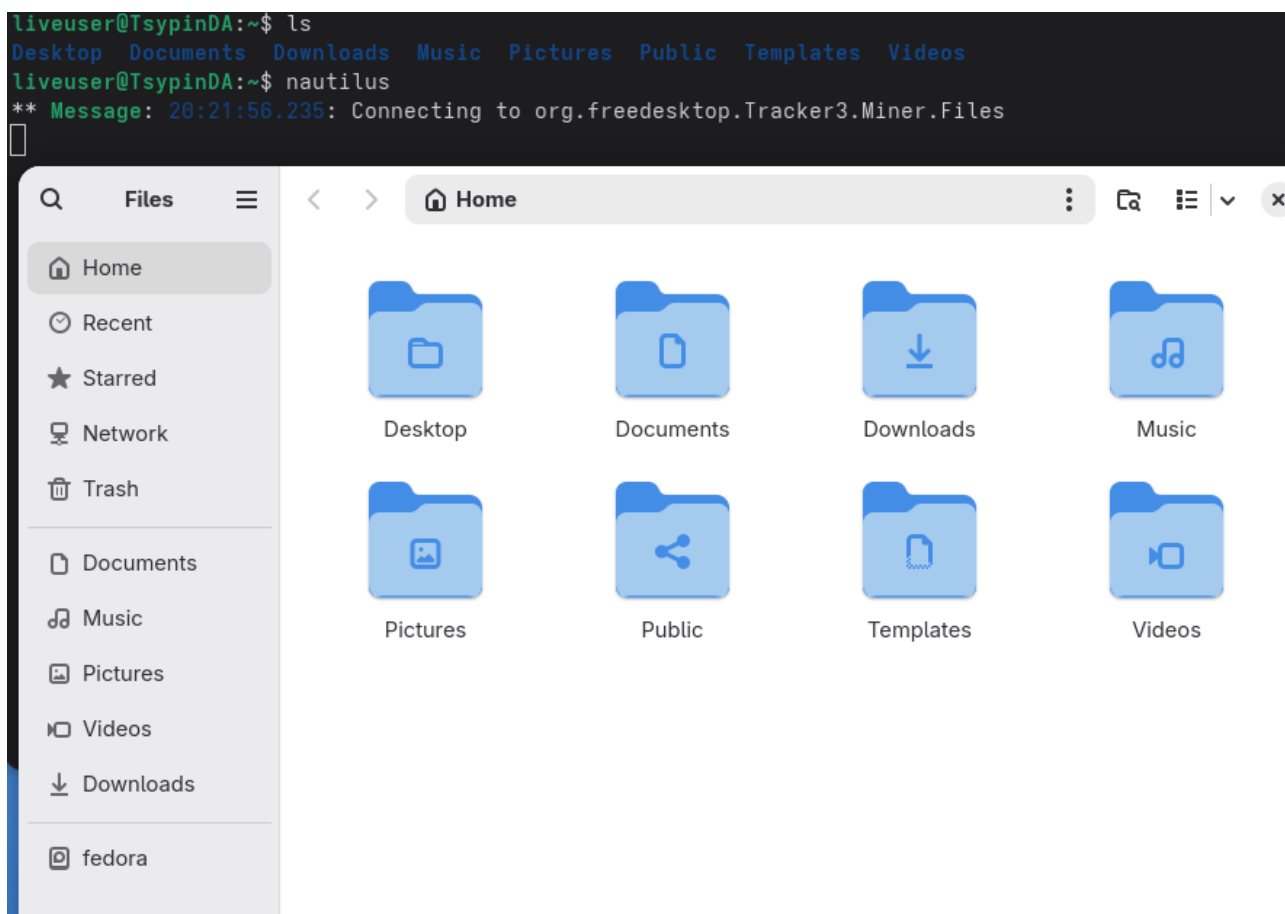 liveuser@TsypinDA:~$ ls
Desktop Documents Downloads Music Pictures Public Templates Videos
liveuser@TsypinDA:~$ nautilus
** Message: 20:21:56.235: Connecting to org.freedesktop.Tracker3.Miner.Files
Files
Home
Home
Recent
Starred
Network
Trash
Documents
Music
Pictures
Videos
Downloads
fedora
Desktop Documents Downloads Music
Pictures Public Templates Videos